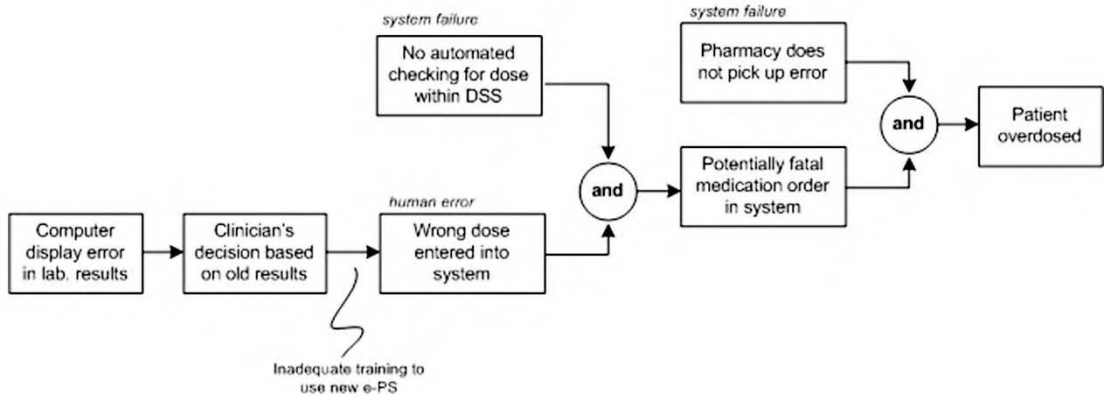 system failure
No automated
checking for dose
within DSS
system failure
Pharmacy does
not pick up error
and
Patient
overdosed
and
Potentially fatal
medication order
in system
human error
Computer
display error
in lab. results
Clinician's
decision based
on old results
Wrong dose
entered into
system
Inadequate training to
use new e-PS